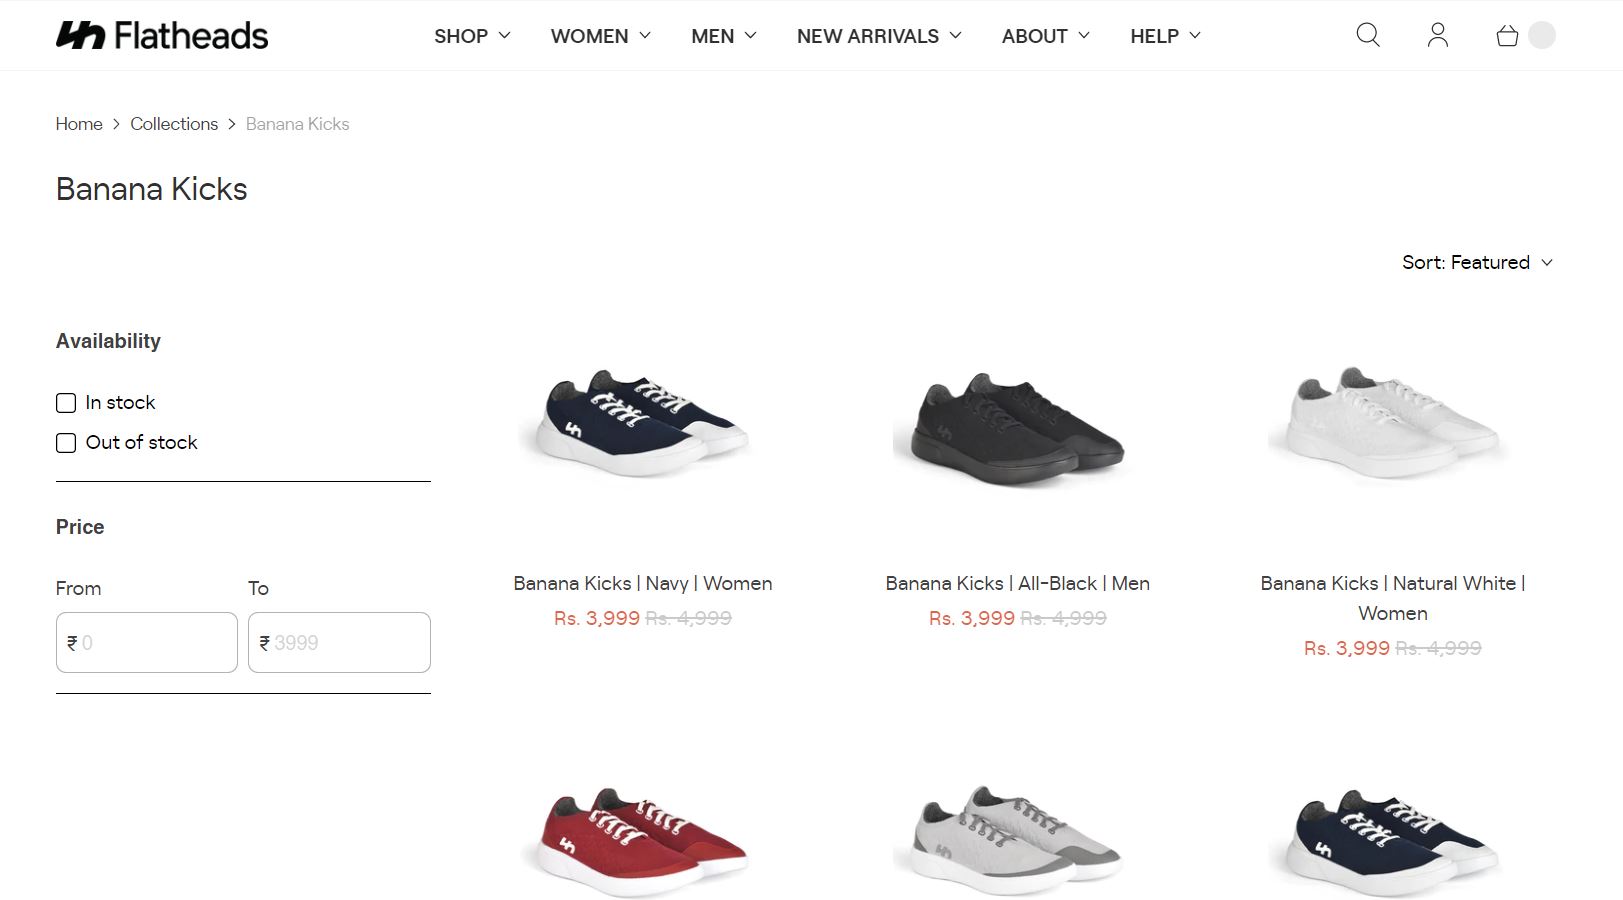 Flatheads
SHOP
WOMEN
MEN
NEW ARRIVALS
ABOUT
HELP
Home > Collections > Banana Kicks
Banana Kicks
Sort: Featured
Availability
In stock
Out of stock
Price
From
To
₹ 0
₹ 3999
Banana Kicks | Navy | Women
Rs. 3,999 Rs. 4,999
Banana Kicks | All-Black | Men
Rs. 3,999 Rs. 4,999
Banana Kicks | Natural White |
Women
Rs. 3,999 Rs. 4,999